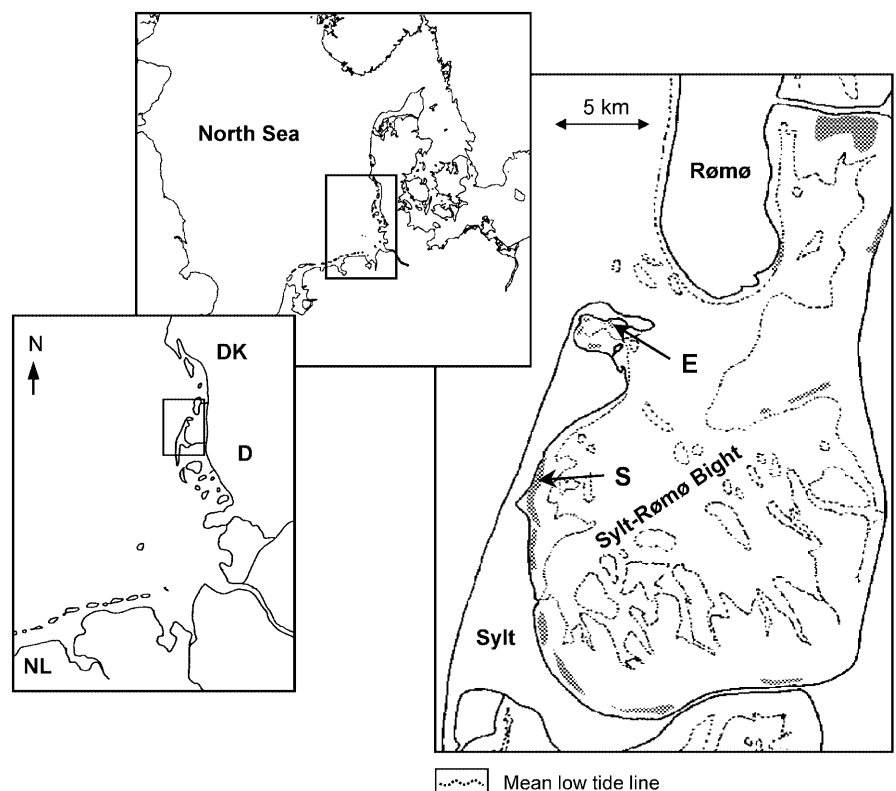 North Sea
5 km
Rømø
N
DK
D
E
S
Sylt-Rømø Bight
Sylt
NL
Mean low tide line